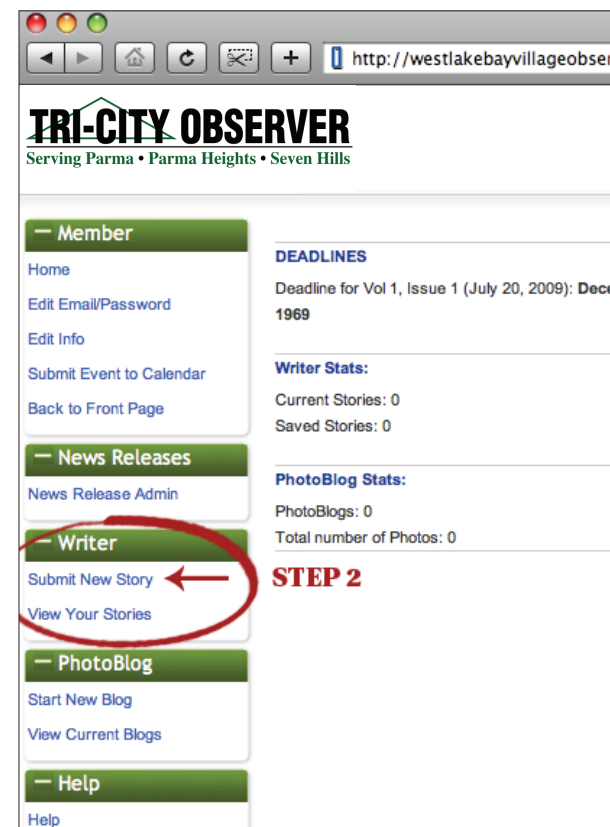 http://westlakebayvillageobser
TRI-CITY OBSERVER
Serving Parma • Parma Heights • Seven Hills
— Member
Home
Edit Email/Password
Edit Info
Submit Event to Calendar
Back to Front Page
— News Releases
News Release Admin
— Writer
Submit New Story
View Your Stories
— PhotoBlog
Start New Blog
View Current Blogs
— Help
Help
DEADLINES
Deadline for Vol 1, Issue 1 (July 20, 2009): Dece
1969
Writer Stats:
Current Stories: 0
Saved Stories: 0
PhotoBlog Stats:
PhotoBlogs: 0
Total number of Photos: 0
STEP 2